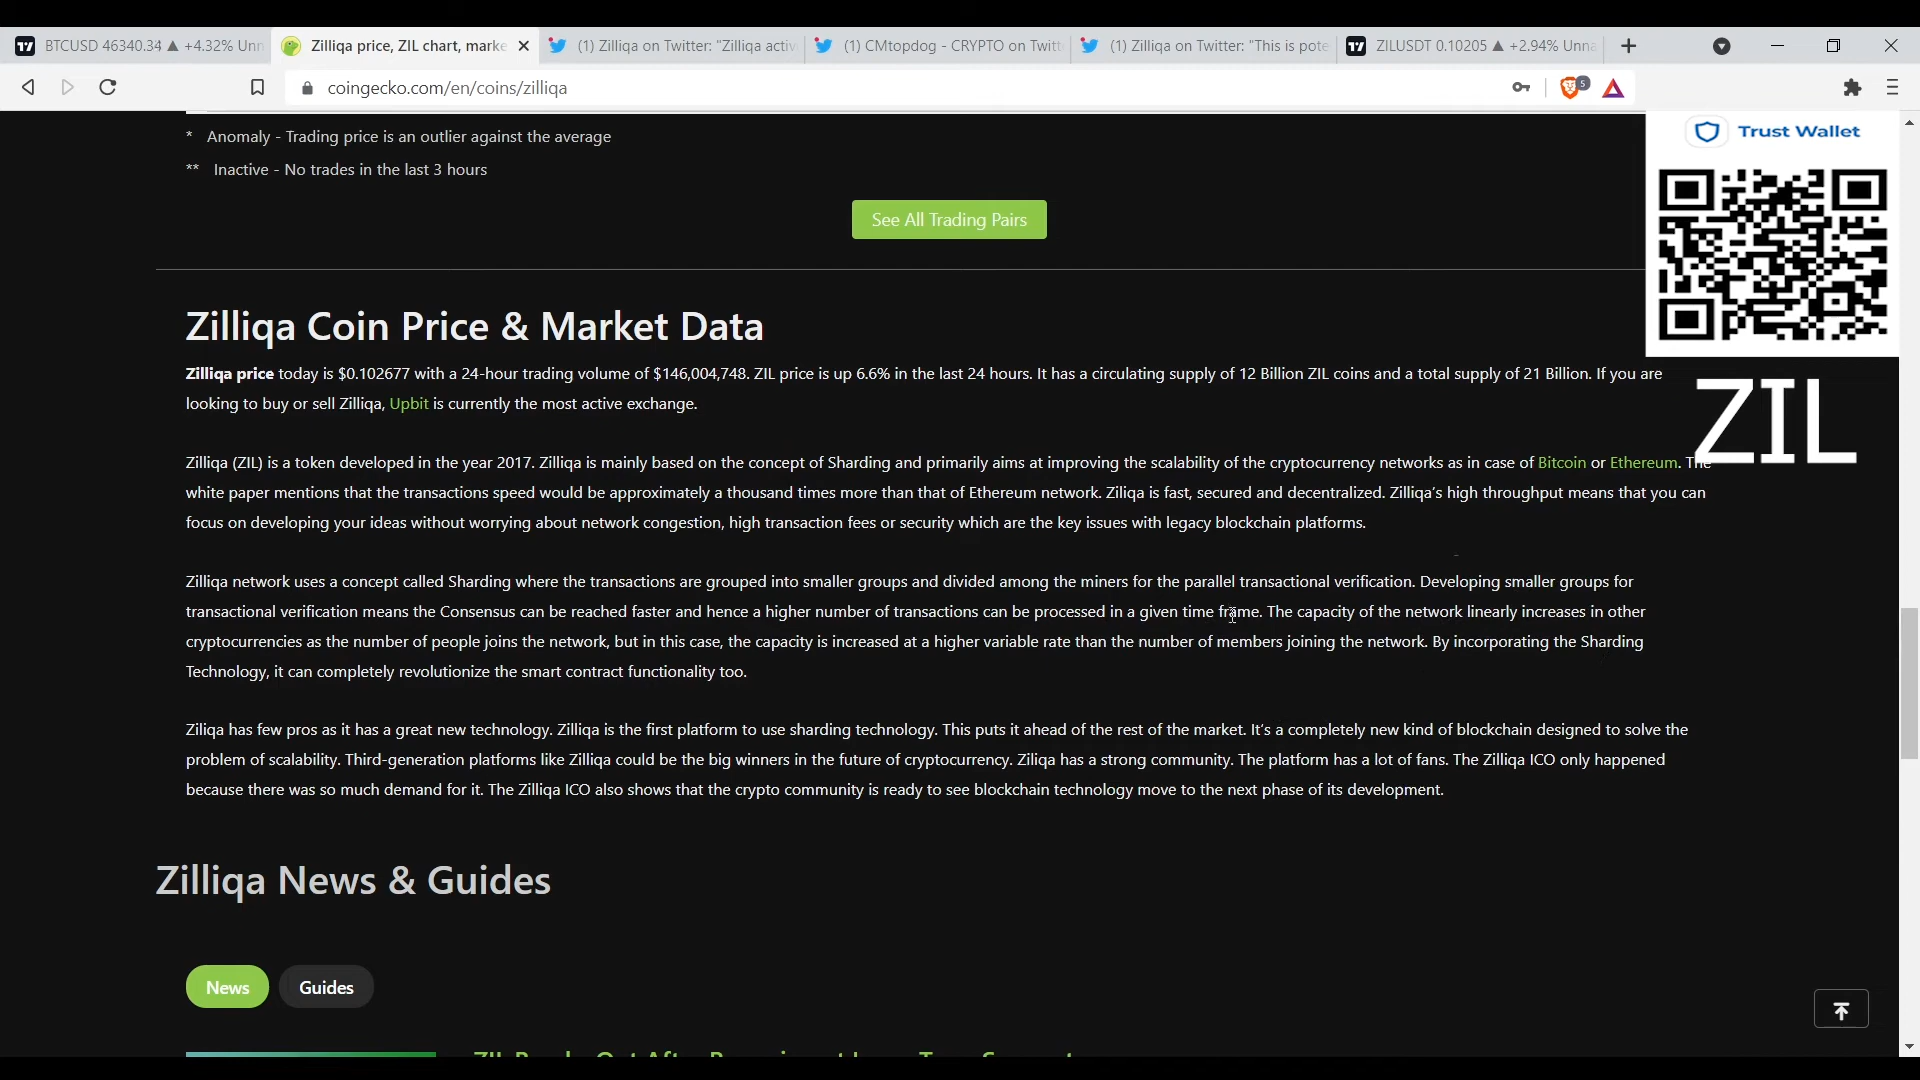 BTCUSD 46340.34 ▲ +4.32% Unn
Zilliqa price, ZIL chart, marke
(1) Zilliqa on Twitter: "Zilliqa activ
(1) CMtopdog - CRYPTO on Twitt
(1) Zilliqa on Twitter: "This is pote
ZILUSDT 0.10205 ▲ +2.94% Unna
coingecko.com/en/coins/zilliqa
5
Trust Wallet
* Anomaly - Trading price is an outlier against the average
** Inactive - No trades in the last 3 hours
See All Trading Pairs
ZIL
Zilliqa Coin Price & Market Data
Zilliqa price today is $0.102677 with a 24-hour trading volume of $146,004,748. ZIL price is up 6.6% in the last 24 hours. It has a circulating supply of 12 Billion ZIL coins and a total supply of 21 Billion. If you are
looking to buy or sell Zilliqa, Upbit is currently the most active exchange.
Zilliqa (ZIL) is a token developed in the year 2017. Zilliqa is mainly based on the concept of Sharding and primarily aims at improving the scalability of the cryptocurrency networks as in case of Bitcoin or Ethereum. The
white paper mentions that the transactions speed would be approximately a thousand times more than that of Ethereum network. Ziliqa is fast, secured and decentralized. Zilliqa's high throughput means that you can
focus on developing your ideas without worrying about network congestion, high transaction fees or security which are the key issues with legacy blockchain platforms.
Zilliqa network uses a concept called Sharding where the transactions are grouped into smaller groups and divided among the miners for the parallel transactional verification. Developing smaller groups for
transactional verification means the Consensus can be reached faster and hence a higher number of transactions can be processed in a given time frame. The capacity of the network linearly increases in other
cryptocurrencies as the number of people joins the network, but in this case, the capacity is increased at a higher variable rate than the number of members joining the network. By incorporating the Sharding
Technology, it can completely revolutionize the smart contract functionality too.
Ziliqa has few pros as it has a great new technology. Zilliqa is the first platform to use sharding technology. This puts it ahead of the rest of the market. It's a completely new kind of blockchain designed to solve the
problem of scalability. Third-generation platforms like Zilliqa could be the big winners in the future of cryptocurrency. Ziliqa has a strong community. The platform has a lot of fans. The Zilliqa ICO only happened
because there was so much demand for it. The Zilliqa ICO also shows that the crypto community is ready to see blockchain technology move to the next phase of its development.
Zilliqa News & Guides
News
Guides